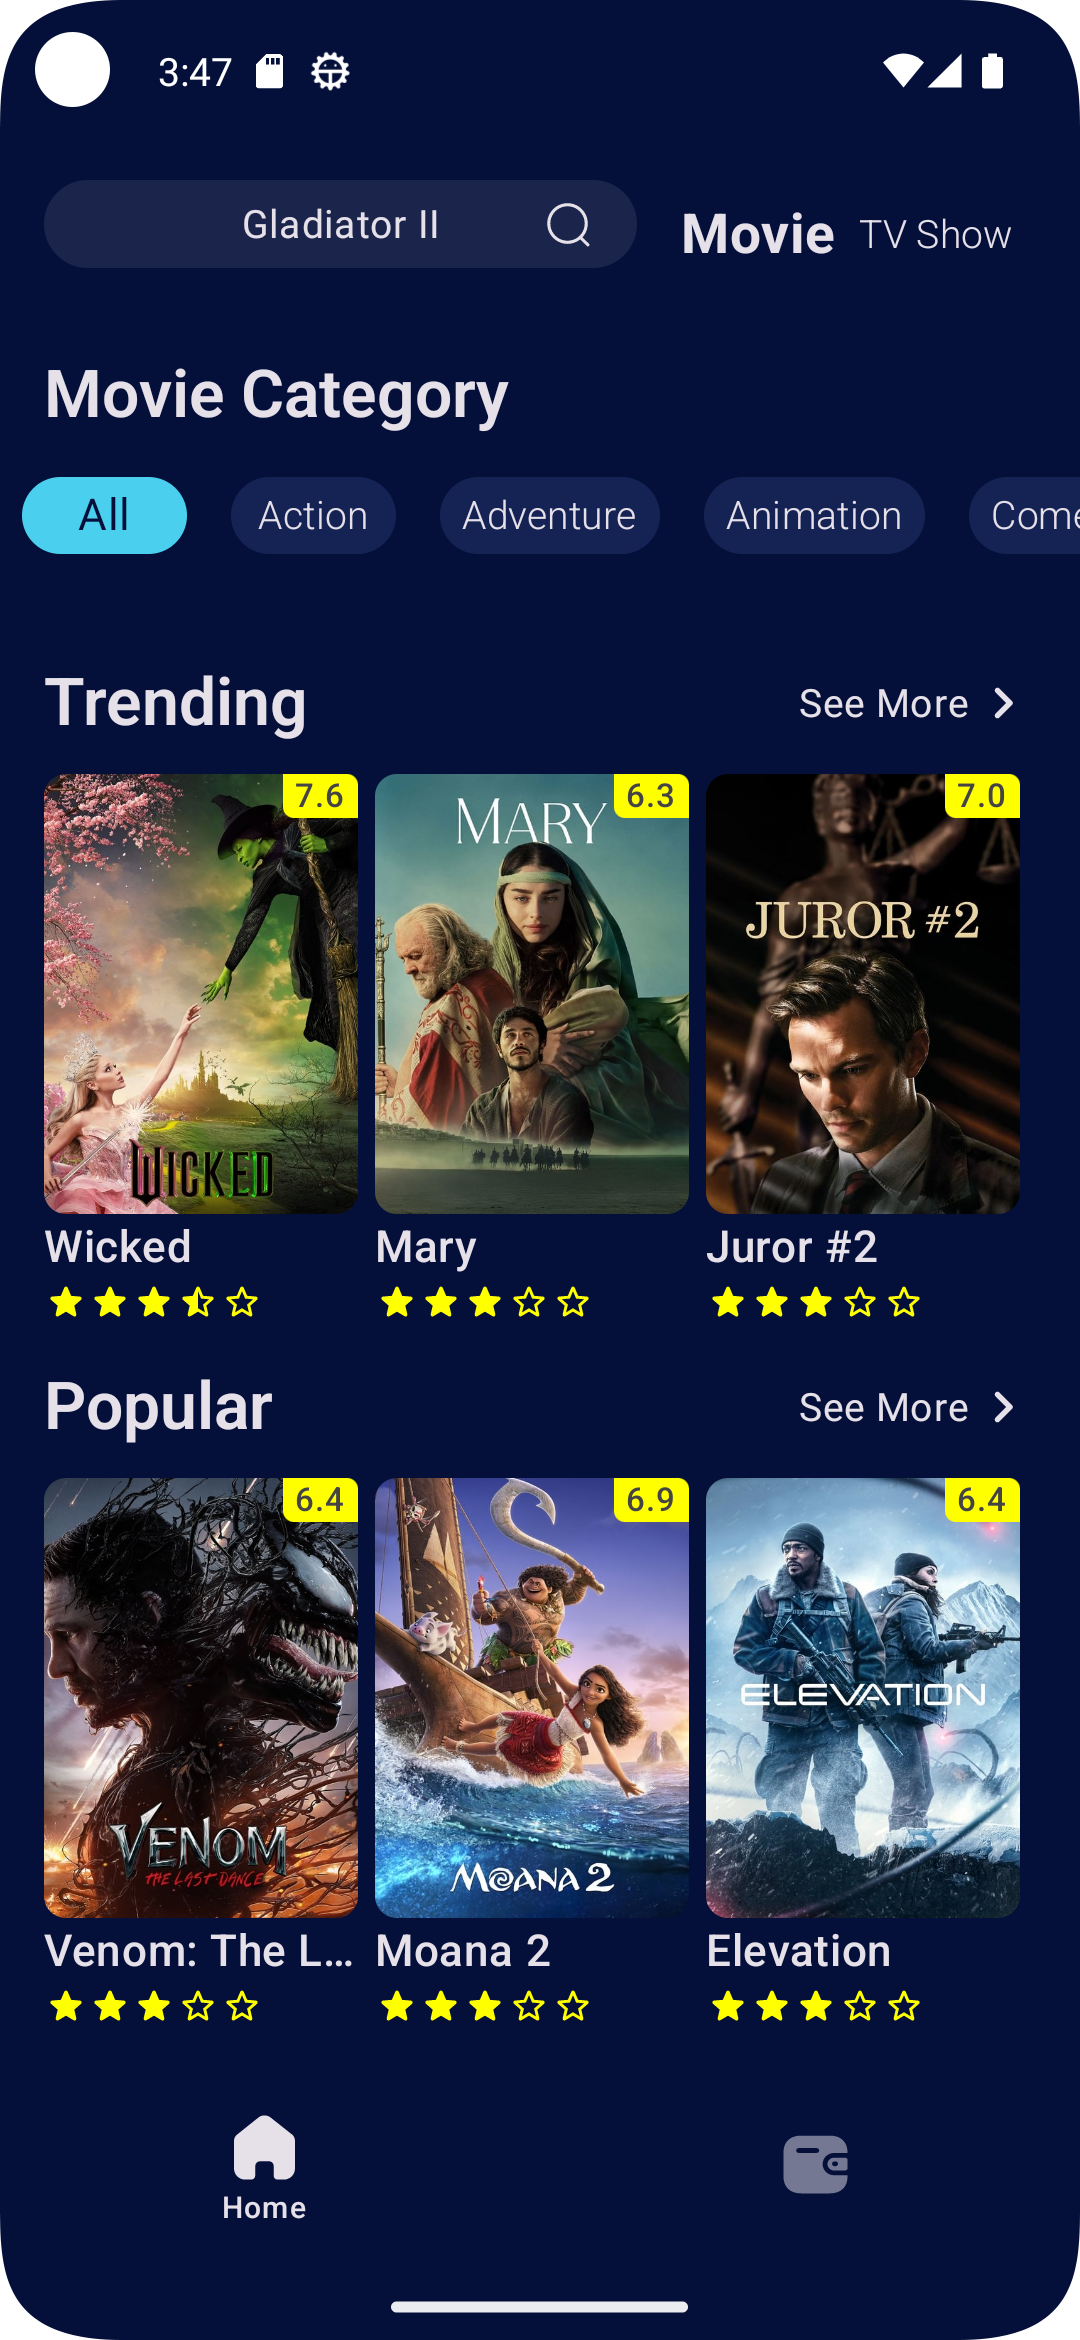 3:47
Gladiator II
Movie TV Show
Movie Category
All Action Adventure Animation Come
Trending See More
7.6 6.3 7.0
MARY
JUROR #2
WICKED
Wicked Mary Juror #2
Popular See More
6.4 6.9 6.4
ELEVATION
VENOM
THE LAST DANCE
MOANA 2
Venom: The L... Moana 2 Elevation
Home